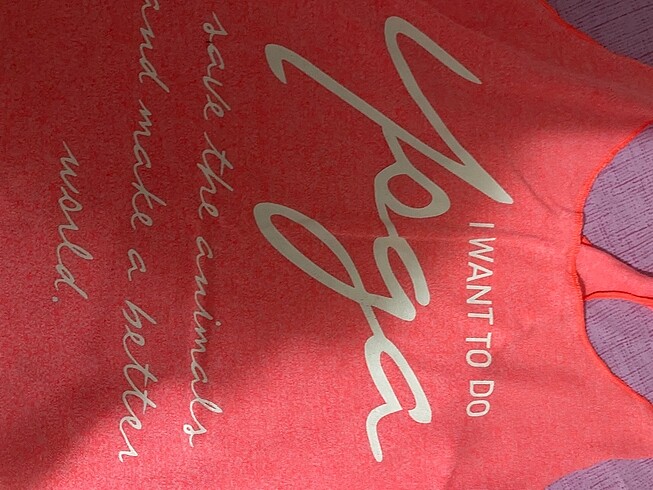 I WANT TO DO
Yoga
save the animals
and make a better
world.